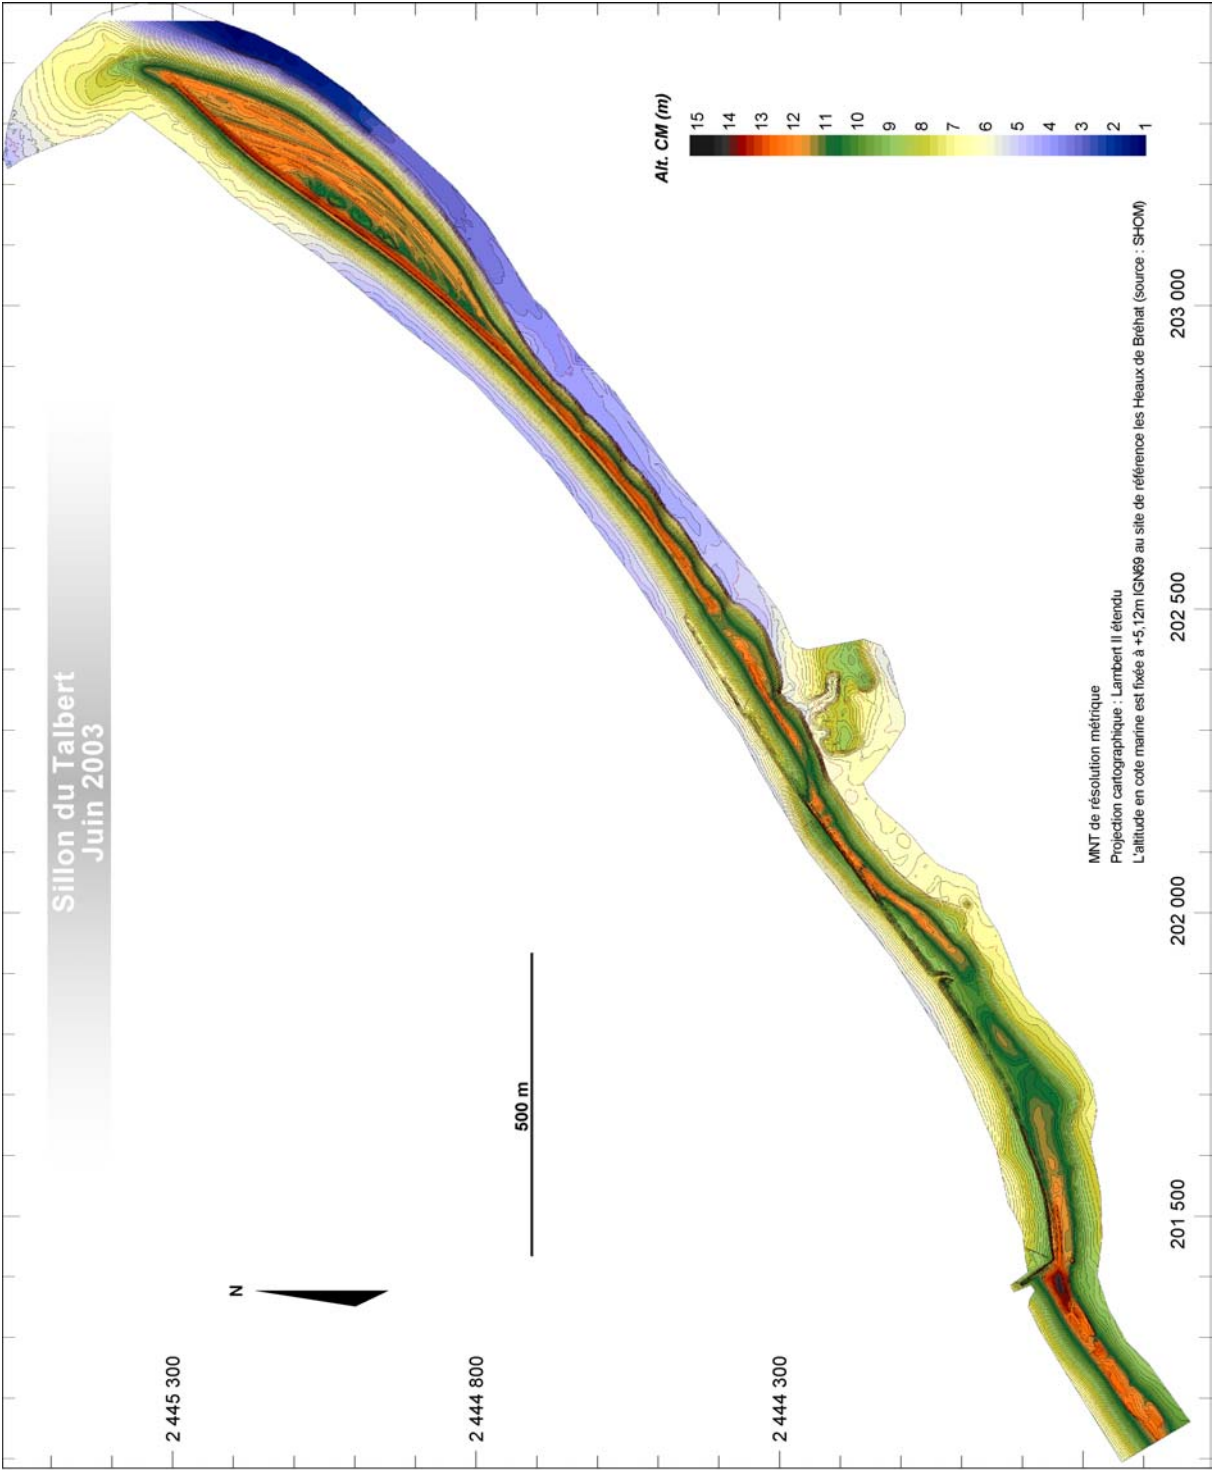 Sillon du Talbert
Juin 2003
N
500 m
Alt. CM (m)
15
14
13
12
11
10
9
8
7
6
5
4
3
2
1
2 445 300
2 444 800
2 444 300
201 500
202 000
202 500
203 000
MNT de résolution métrique
Projection cartographique : Lambert II étendu
L'altitude en cote marine est fixée à +5,12m IGN69 au site de référence les Heaux de Bréhat (source : SHOM)